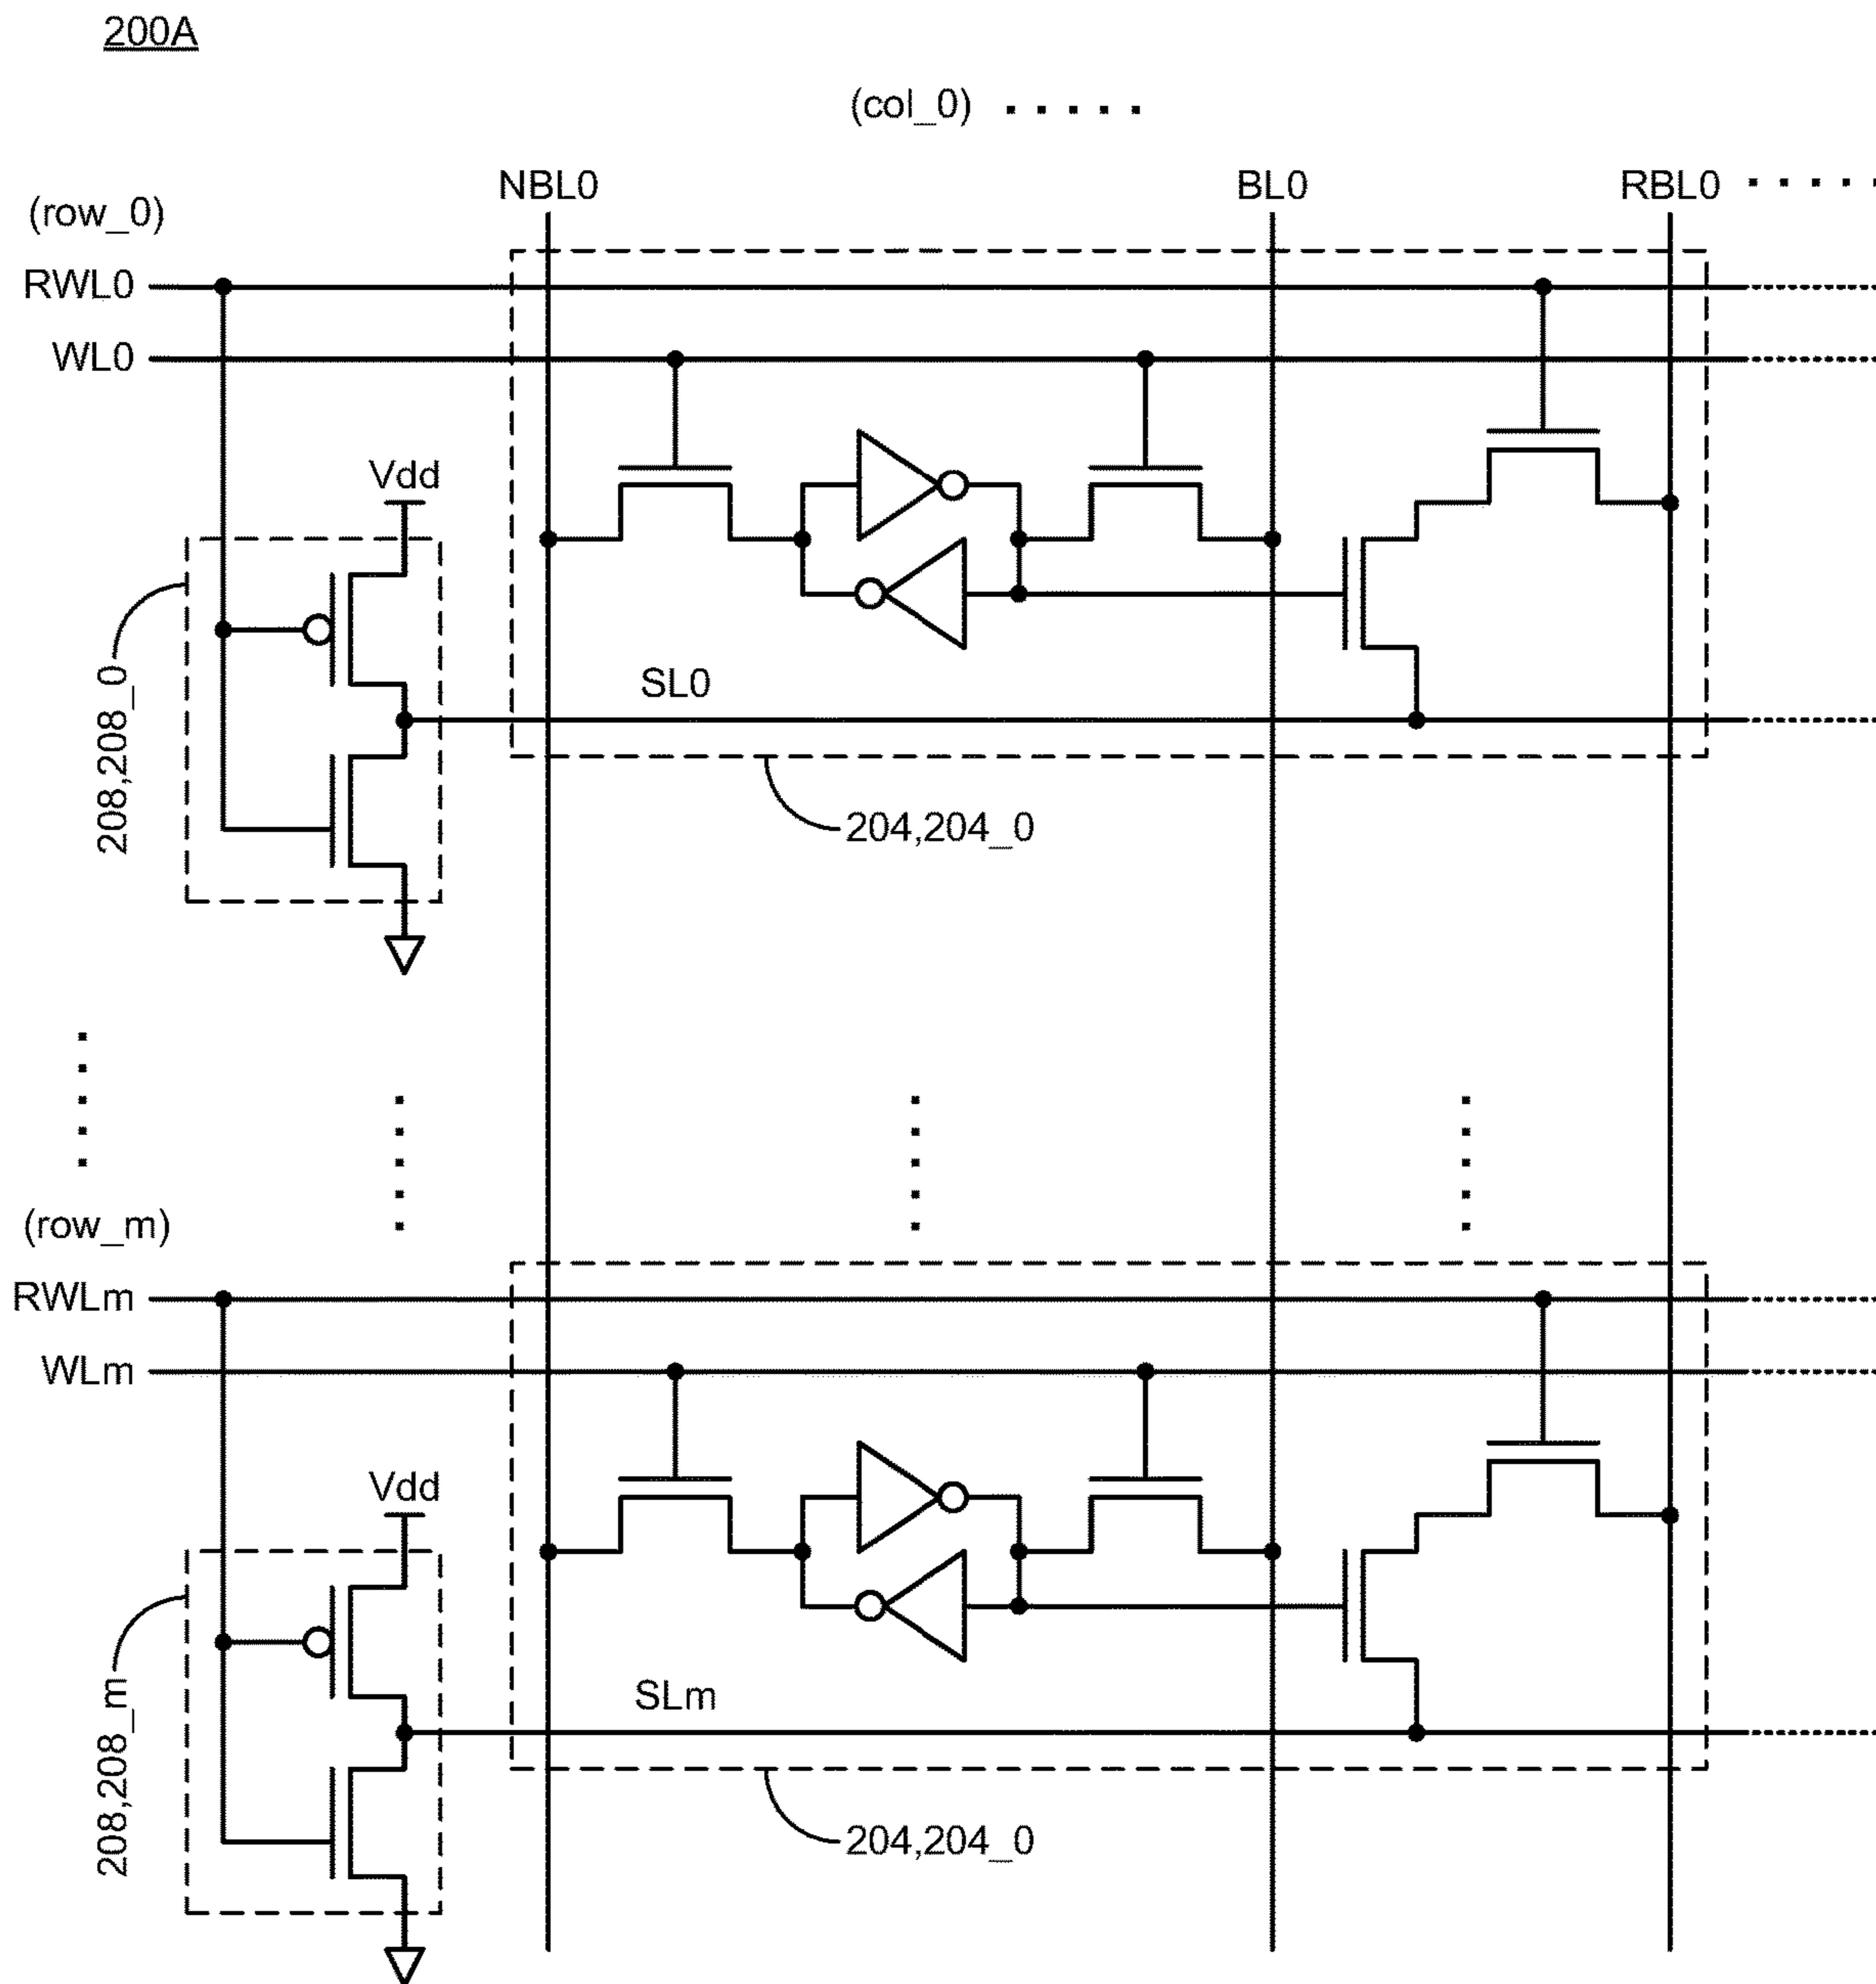 200A
(col_0) . . . . .
NBL0 BL0 RBL0 . . . . .
(row_0)
RWL0
WL0
Vdd
208,208_0
SL0
204,204_0
(row_m)
RWLm
WLm
Vdd
208,208_m
SLm
204,204_0